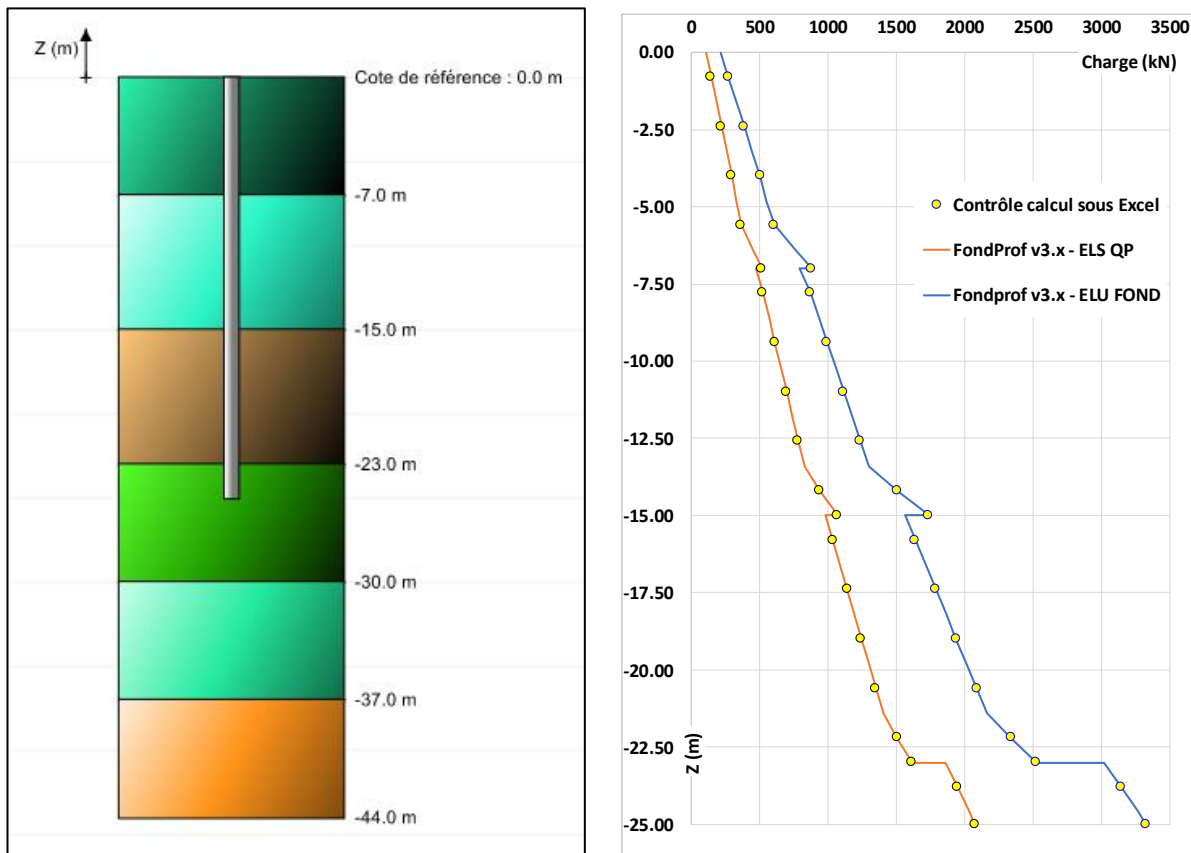 Z (m)
Cote de référence : 0.0 m
-7.0 m
-15.0 m
-23.0 m
-30.0 m
-37.0 m
-44.0 m
0 500 1000 1500 2000 2500 3000 3500
Charge (kN)
0.00
-2.50
-5.00
-7.50
-10.00
-12.50
-15.00
-17.50
-20.00
-22.50
-25.00
Z (m)
Contrôle calcul sous Excel
FondProf v3.x - ELS QP
Fondprof v3.x - ELU FOND